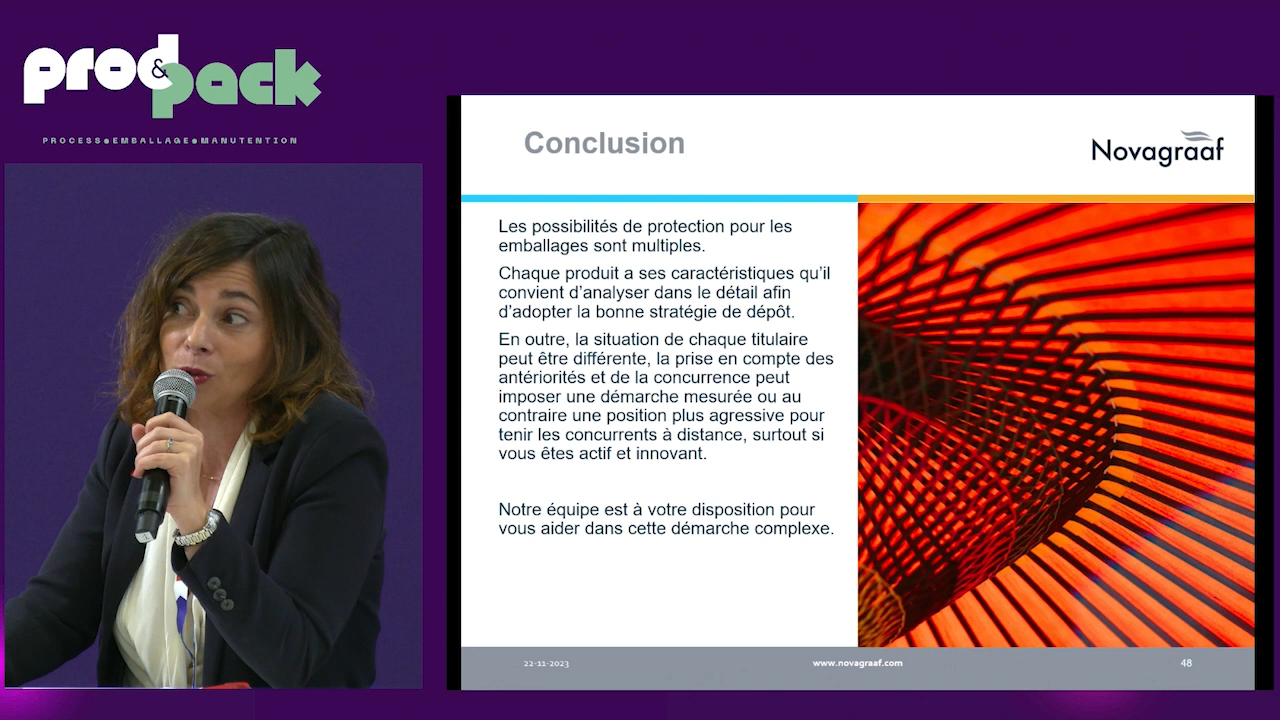 prod&pack
PROCESS●EMBALLAGE●MANUTENTION
Conclusion
Novagraaf
Les possibilités de protection pour les
emballages sont multiples.
Chaque produit a ses caractéristiques qu’il
convient d’analyser dans le détail afin
d’adopter la bonne stratégie de dépôt.
En outre, la situation de chaque titulaire
peut être différente, la prise en compte des
antériorités et de la concurrence peut
imposer une démarche mesurée ou au
contraire une position plus agressive pour
tenir les concurrents à distance, surtout si
vous êtes actif et innovant.
Notre équipe est à votre disposition pour
vous aider dans cette démarche complexe.
22-11-2023
www.novagraaf.com
48